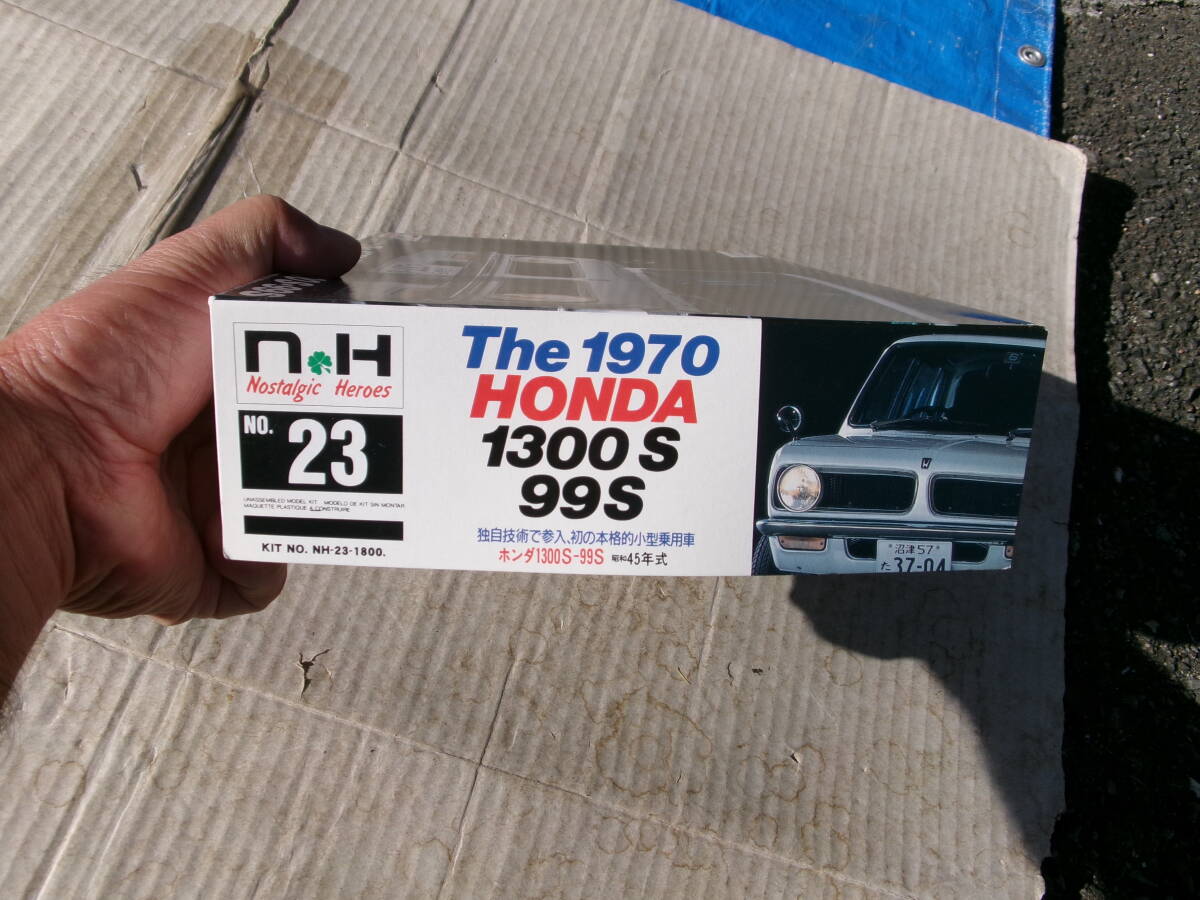 n H
Nostalgic Heroes
NO. 23
UNASSEMBLED MODEL KIT MODELO DE KIT SIN MONTAR
MAQUETTE PLASTIQUE À CONSTRUIRE
KIT NO. NH-23-1800.
The 1970
HONDA
1300 S
99S
独自技術で参入、初の本格的小型乗用車
ホンダ1300S-99S 昭和45年式
沼津57
た 37-04